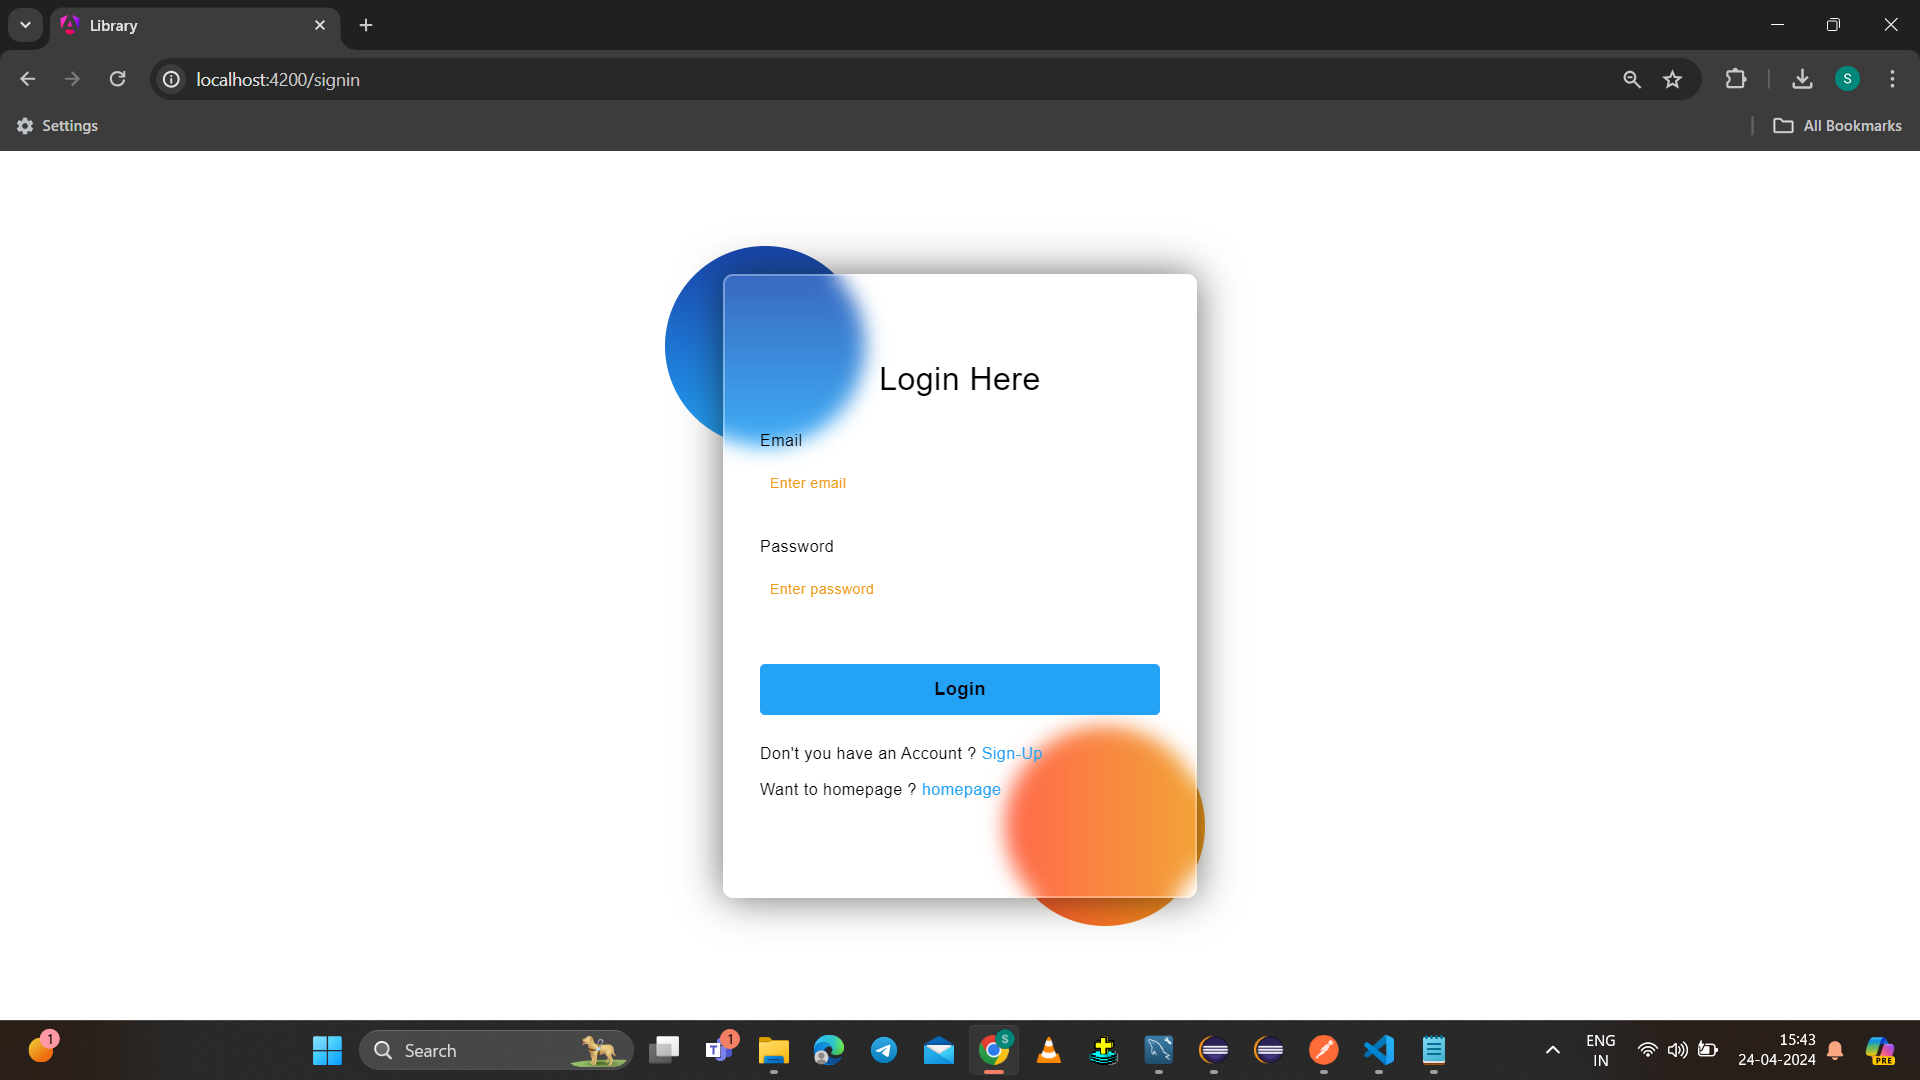 Library
localhost:4200/signin
S
Settings
All Bookmarks
Login Here
Email
Enter email
Password
Enter password
Login
Don't you have an Account ? Sign-Up
Want to homepage ? homepage
1
Search
1
T
S
PRE
ENG
IN
15:43
24-04-2024